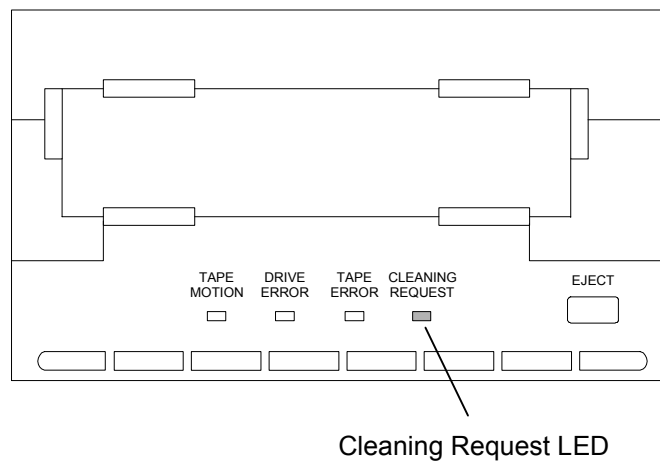 TAPE MOTION
DRIVE ERROR
TAPE ERROR
CLEANING REQUEST
EJECT
Cleaning Request LED